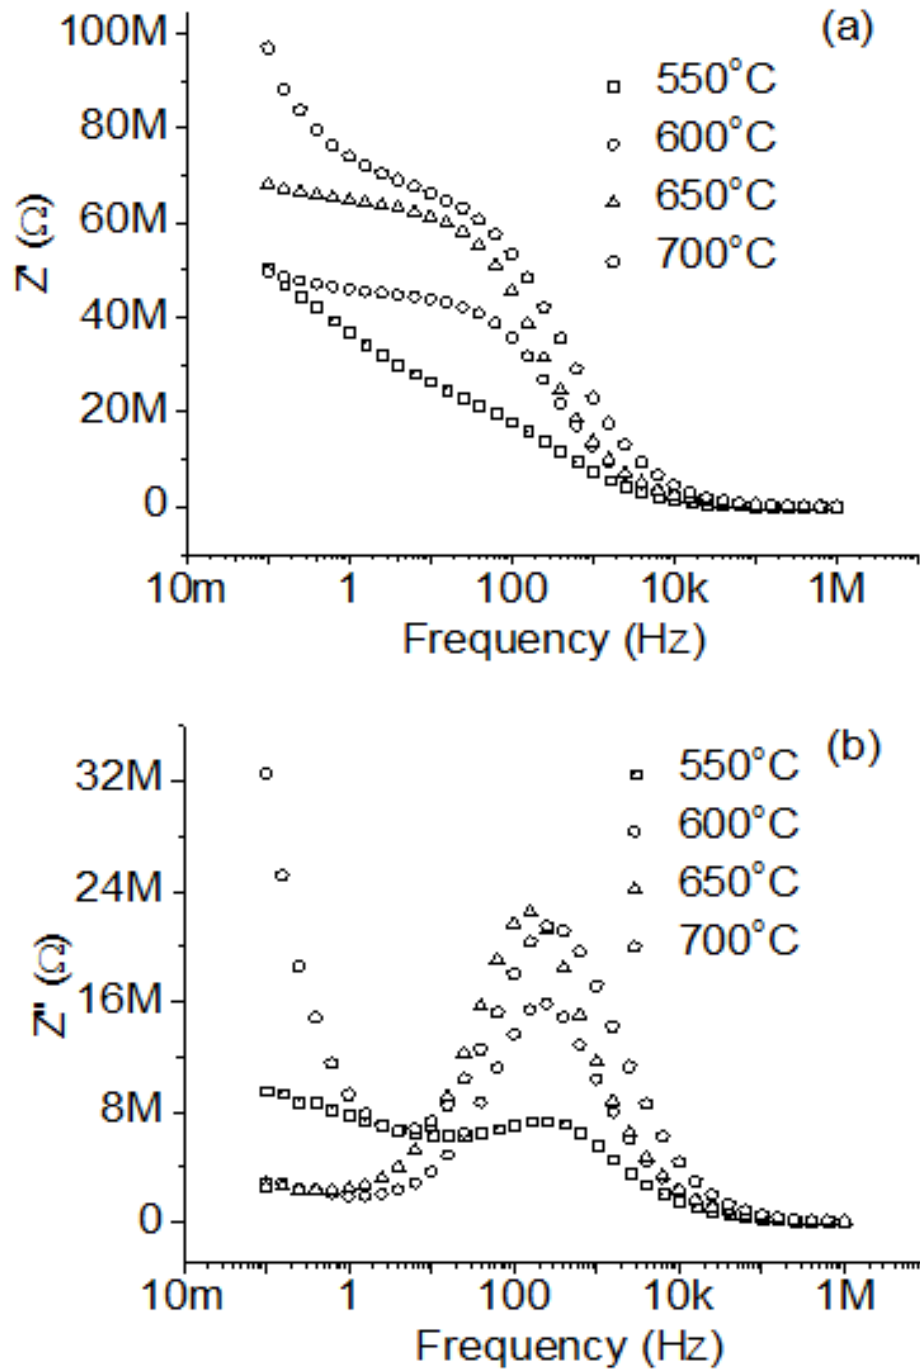 (a)
100M
80M
60M
40M
20M
0
Z' (Ω)
550°C
600°C
650°C
700°C
10m 1 100 10k 1M
Frequency (Hz)
(b)
32M
24M
16M
8M
0
Z" (Ω)
550°C
600°C
650°C
700°C
10m 1 100 10k 1M
Frequency (Hz)